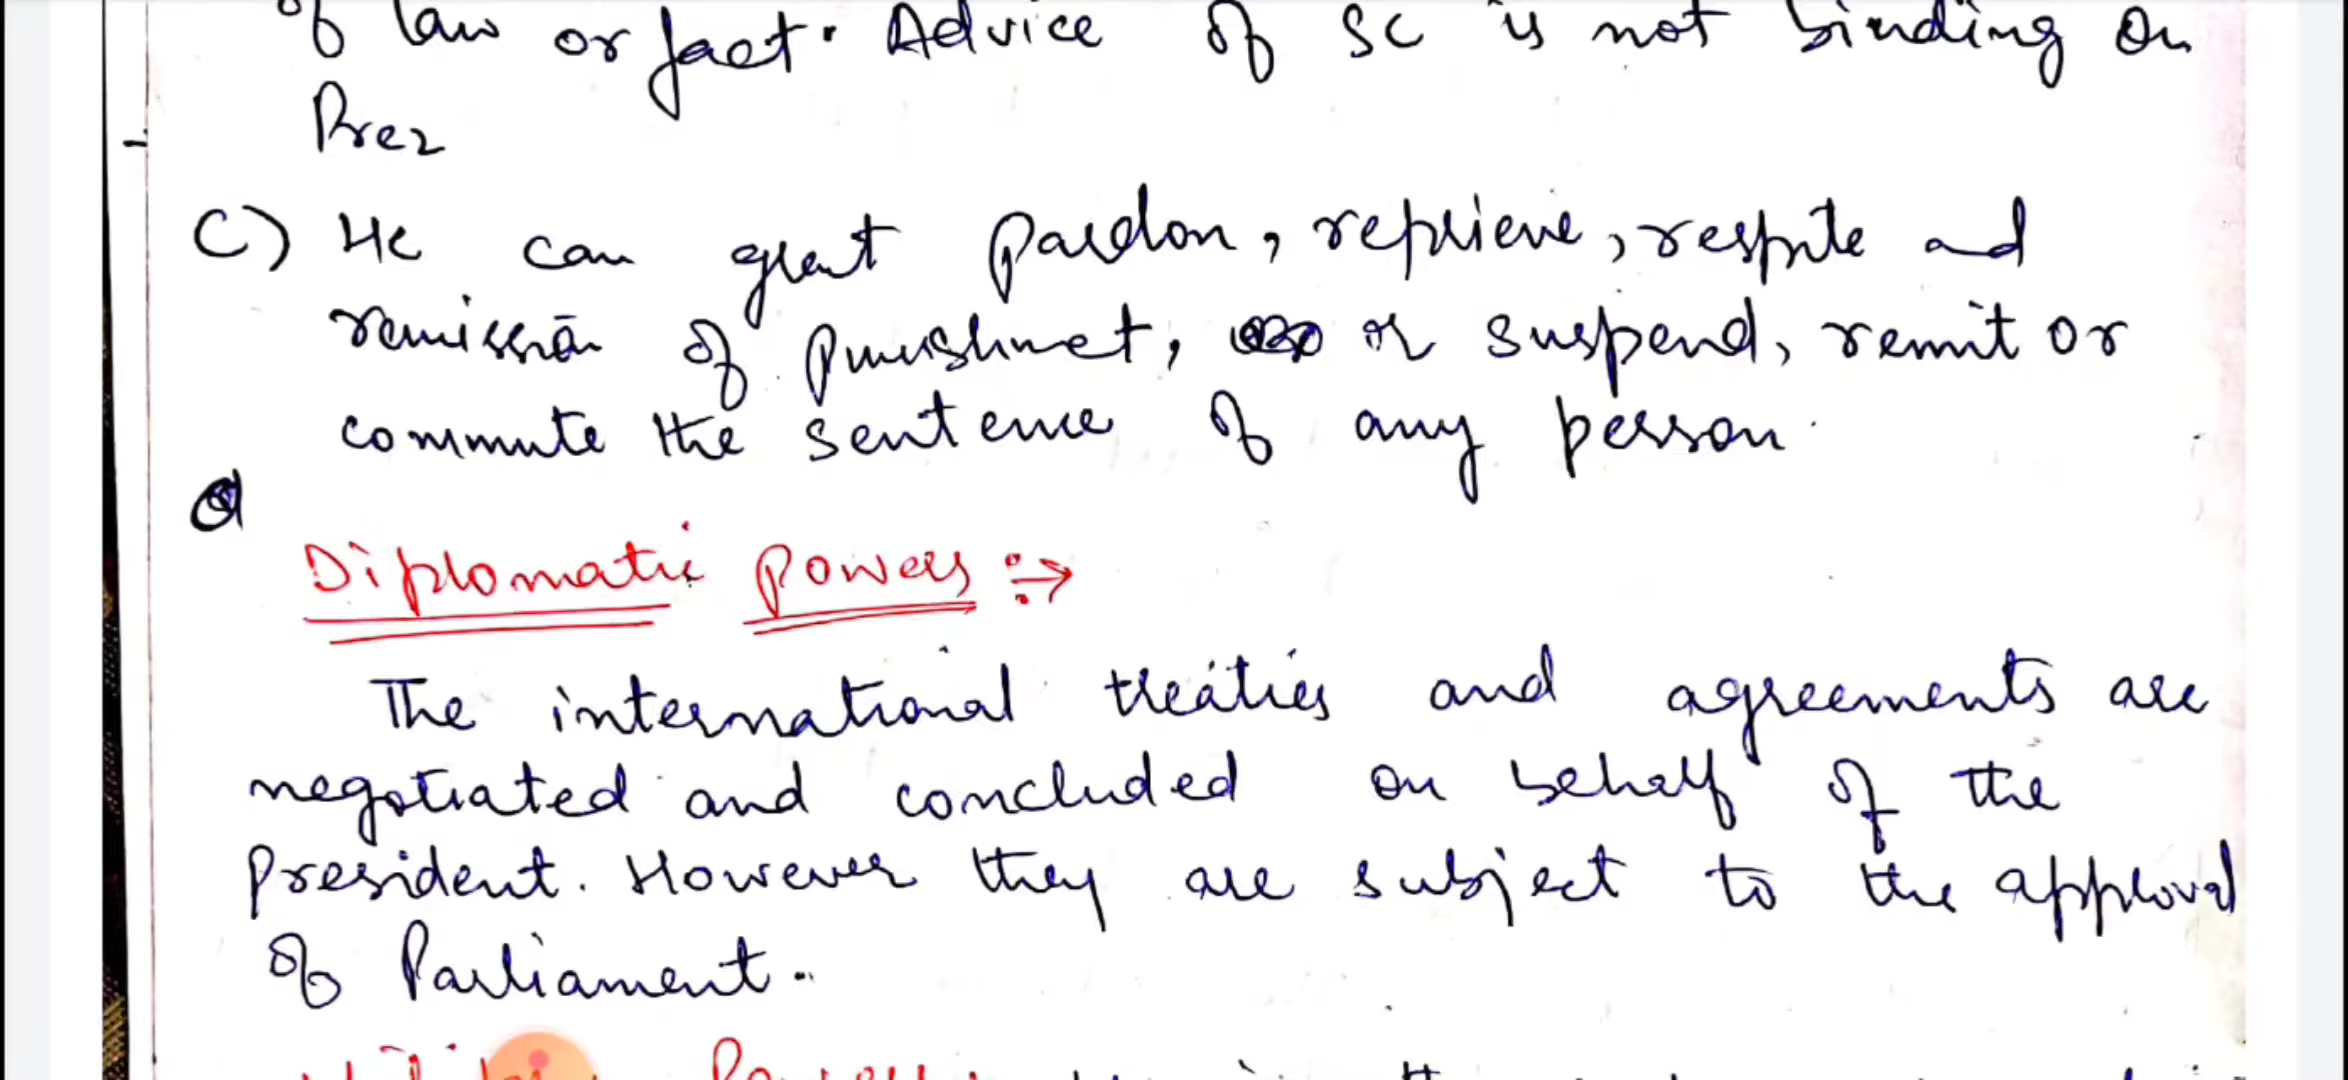 of law or fact. Advice of SC is not binding on
Prez
C) He can grant pardon, reprieve, respite and
remission of punishmet, or suspend, remit or
commute the sentence of any person.
Diplomatic Powers :→
The international treaties and agreements are
negotiated and concluded on behalf of the
President. However they are subject to the approval
of Parliament.